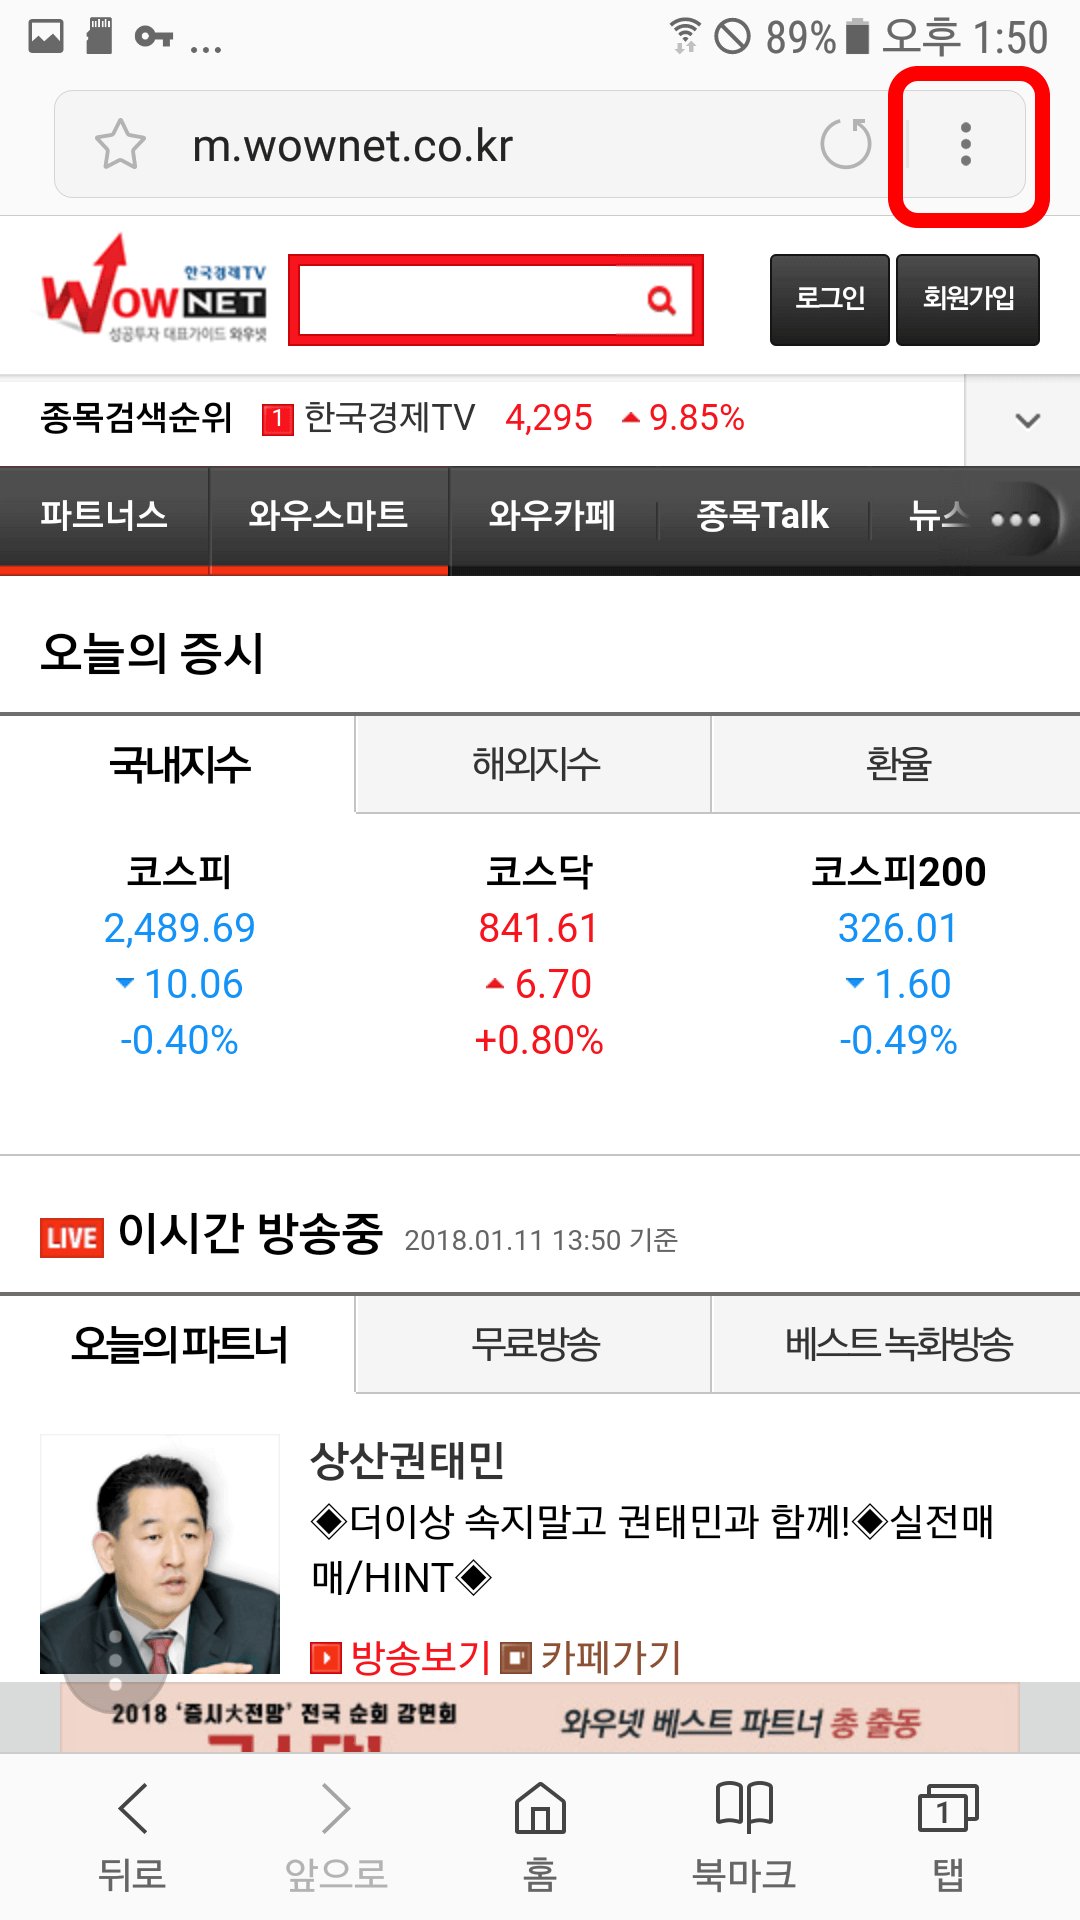 ... 89% 오후 1:50
m.wownet.co.kr
한국경제TV
WOWNET
성공투자 대표가이드 와우넷
로그인 회원가입
종목검색순위 1 한국경제TV 4,295 9.85%
파트너스 와우스마트 와우카페 종목Talk 뉴스
오늘의 증시
국내지수 해외지수 환율
코스피 코스닥 코스피200
2,489.69 841.61 326.01
10.06 6.70 1.60
-0.40% +0.80% -0.49%
LIVE 이시간 방송중 2018.01.11 13:50 기준
오늘의파트너 무료방송 베스트 녹화방송
상산권태민
◈더이상 속지말고 권태민과 함께!◈실전매
매/HINT◈
방송보기 카페가기
2018 '증시大전망' 전국 순회 강연회 와우넷 베스트 파트너 총 출동
1
뒤로 앞으로 홈 북마크 탭